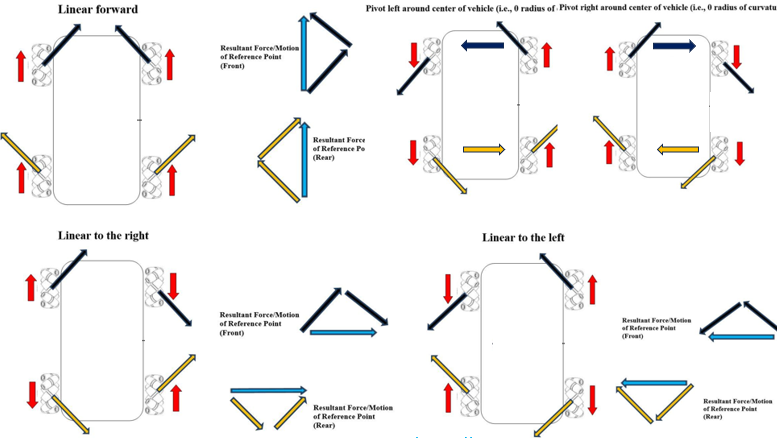 Linear forward
Resultant Force/Motion
of Reference Point
(Front)
Resultant Force
of Reference Po
(Rear)
Pivot left around center of vehicle (i.e., 0 radius of
Pivot right around center of vehicle (i.e., 0 radius of curvatu
Linear to the right
Resultant Force/Motion
of Reference Point
(Front)
Resultant Force/Motion
of Reference Point
(Rear)
Linear to the left
Resultant Force/Motion
of Reference Point
(Front)
Resultant Force/Motion
of Reference Point
(Rear)